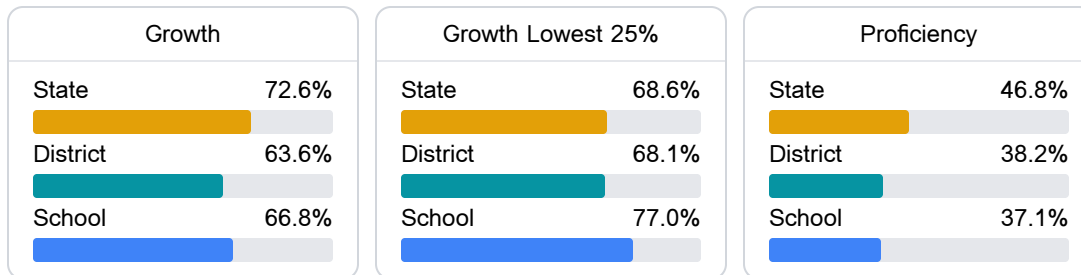 Growth
State 72.6%
District 63.6%
School 66.8%
Growth Lowest 25%
State 68.6%
District 68.1%
School 77.0%
Proficiency
State 46.8%
District 38.2%
School 37.1%